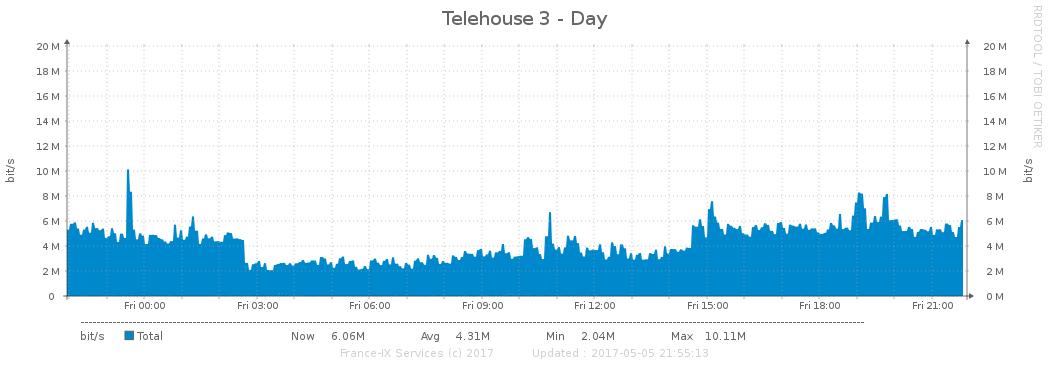 Telehouse 3 - Day
RRDTOOL / TOBI OETIKER
bit/s
20 M 20 M
18 M 18 M
16 M 16 M
14 M 14 M
12 M 12 M
10 M 10 M
8 M 8 M
6 M 6 M
4 M 4 M
2 M 2 M
0 0 M
bit/s
Fri 00:00 Fri 03:00 Fri 06:00 Fri 09:00 Fri 12:00 Fri 15:00 Fri 18:00 Fri 21:00
bit/s Total Now 6.06M Avg 4.31M Min 2.04M Max 10.11M
France-IX Services (c) 2017 Updated : 2017-05-05 21:55:13